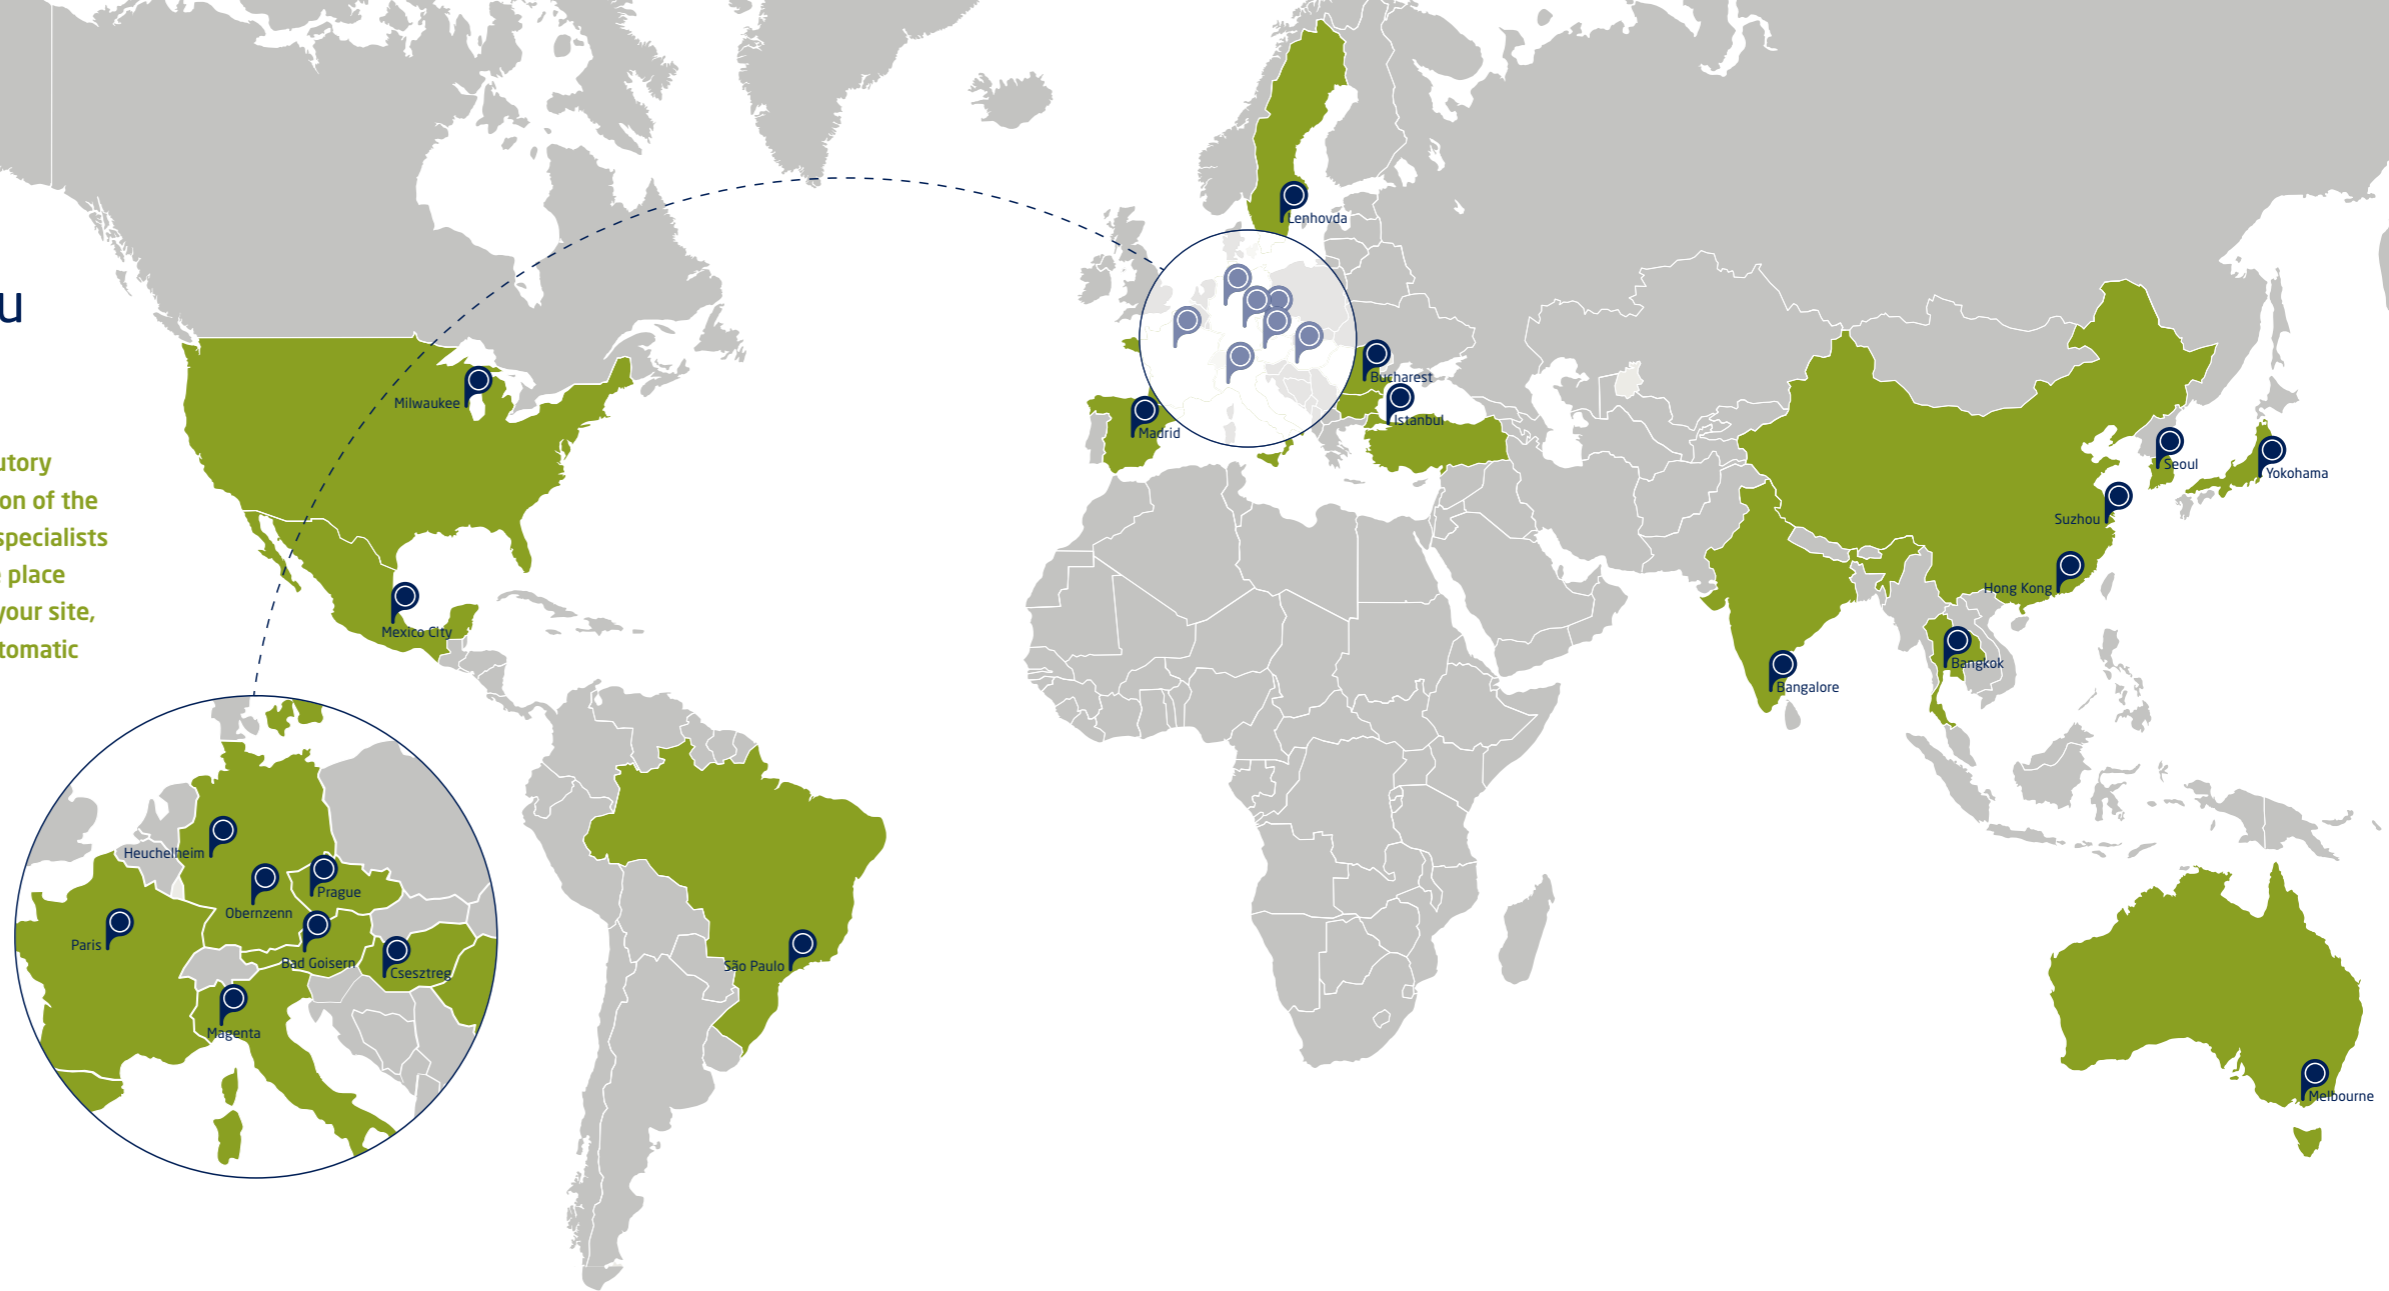 u
utory
on of the
specialists
place
your site,
tomatic
Lenhovda
Milwaukee
Bucharest
Istanbul
Madrid
Seoul
Yokohama
Suzhou
Hong Kong
Mexico City
Bangkok
Bangalore
Heuchelheim
Prague
Obernzenn
Paris
Bad Goisern
Csesztreg
São Paulo
Magenta
Melbourne